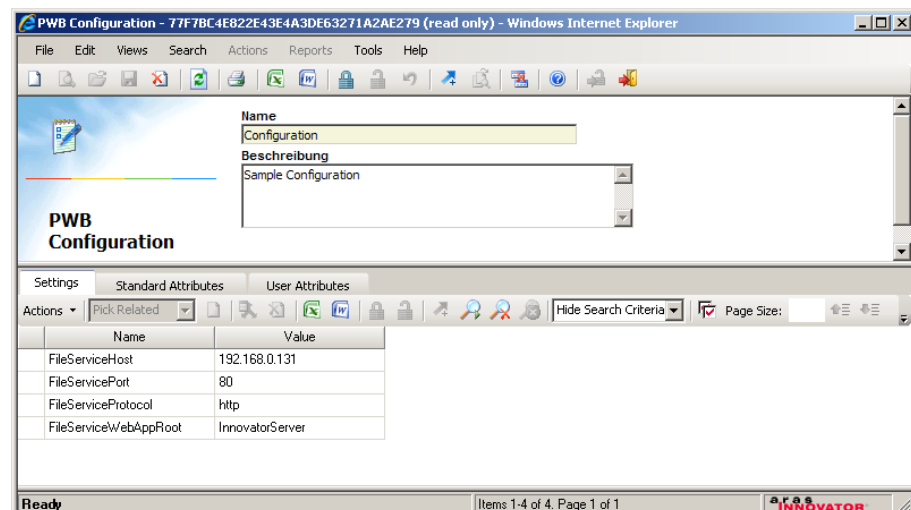 PWB Configuration - 77F7BC4E822E43E4A3DE63271A2AE279 (read only) - Windows Internet Explorer
File Edit Views Search Actions Reports Tools Help
Name
Configuration
Beschreibung
Sample Configuration
PWB
Configuration
Settings Standard Attributes User Attributes
Actions Pick Related Hide Search Criteria Page Size:
Name Value
FileServiceHost 192.168.0.131
FileServicePort 80
FileServiceProtocol http
FileServiceWebAppRoot InnovatorServer
Ready Items 1-4 of 4. Page 1 of 1 aras INNOVATOR